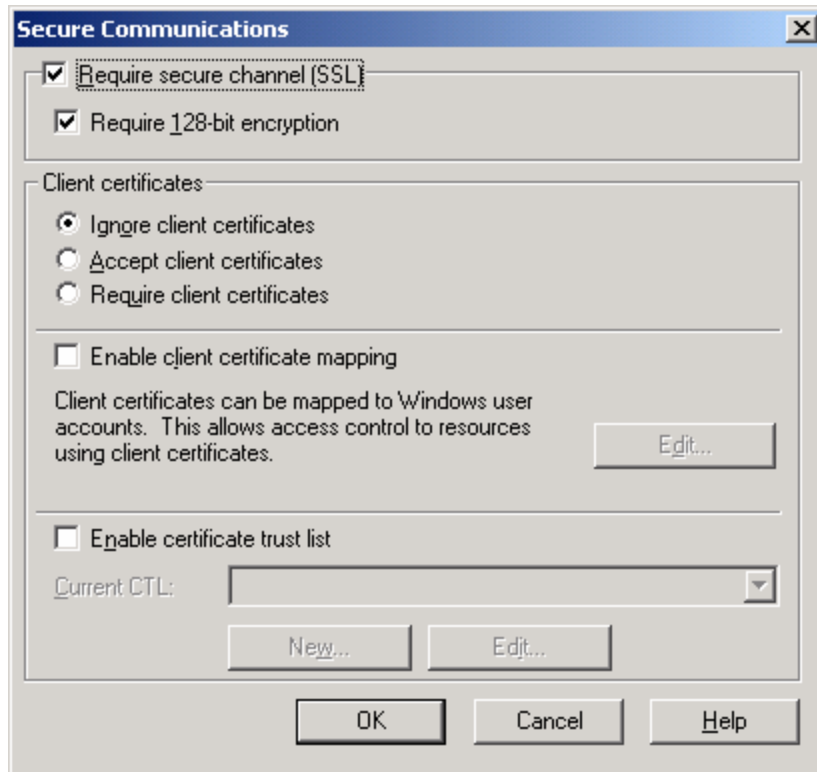 Secure Communications
Require secure channel (SSL)
Require 128-bit encryption
Client certificates
Ignore client certificates
Accept client certificates
Require client certificates
Enable client certificate mapping
Client certificates can be mapped to Windows user
accounts. This allows access control to resources
using client certificates.
Edit...
Enable certificate trust list
Current CTL:
New... Edit...
OK Cancel Help